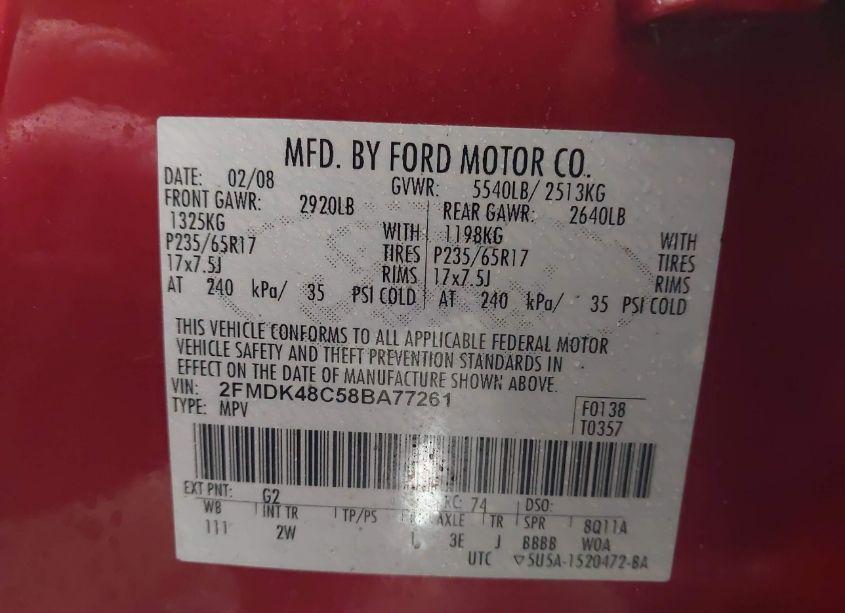 MFD. BY FORD MOTOR CO.
DATE: 02/08 GVWR: 5540LB/ 2513KG
FRONT GAWR: 2920LB REAR GAWR: 2640LB
1325KG WITH 1198KG WITH
P235/65R17 TIRES P235/65R17 TIRES
17x7.5J RIMS 17x7.5J RIMS
AT 240 kPa/ 35 PSI COLD AT 240 kPa/ 35 PSI COLD
THIS VEHICLE CONFORMS TO ALL APPLICABLE FEDERAL MOTOR
VEHICLE SAFETY AND THEFT PREVENTION STANDARDS IN
EFFECT ON THE DATE OF MANUFACTURE SHOWN ABOVE.
VIN: 2FMDK48C58BA77261 F0138
TYPE: MPV T0357
EXT PNT: G2 RC: 74 DSO:
WB INT TR TP/PS AXLE TR SPR 8Q11A
111 2W 3E J BBBB WOA
UTC ▽5U5A-1520472-BA